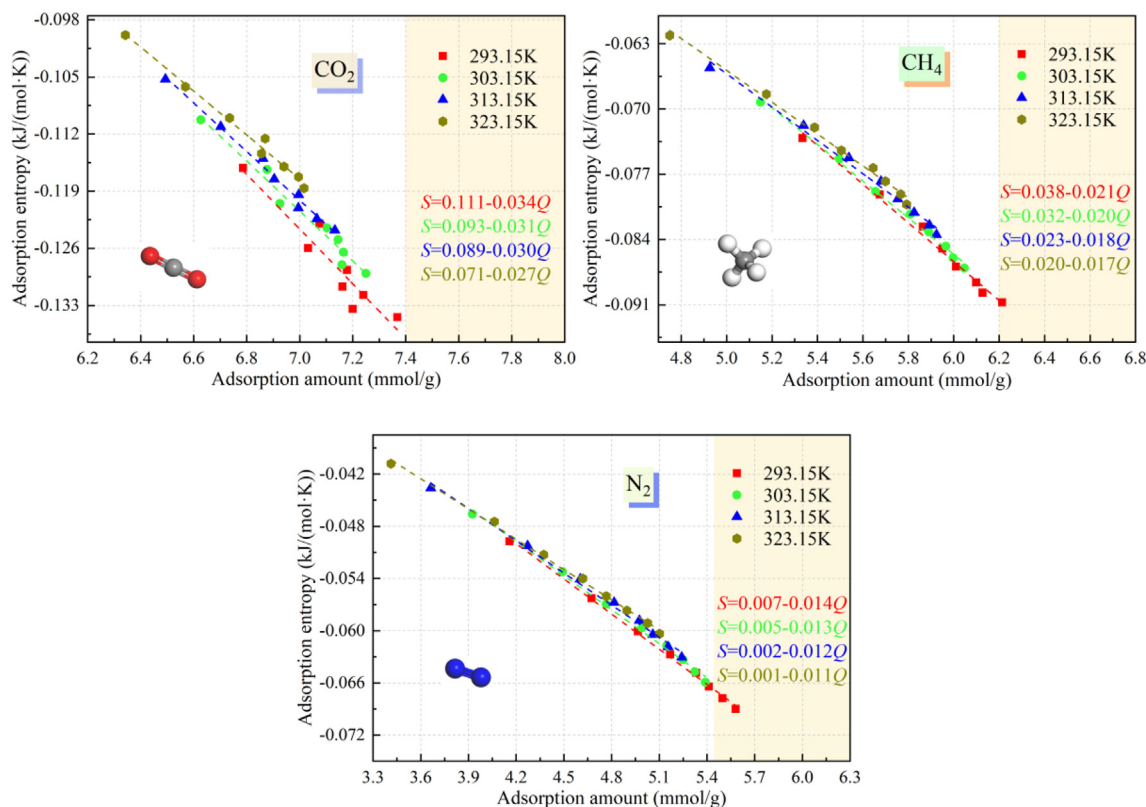 Adsorption entropy (kJ/(mol·K))
-0.098
-0.105
-0.112
-0.119
-0.126
-0.133
CO₂
293.15K
303.15K
313.15K
323.15K
S=0.111-0.034Q
S=0.093-0.031Q
S=0.089-0.030Q
S=0.071-0.027Q
6.2 6.4 6.6 6.8 7.0 7.2 7.4 7.6 7.8 8.0
Adsorption amount (mmol/g)
Adsorption entropy (kJ/(mol·K))
-0.063
-0.070
-0.077
-0.084
-0.091
CH₄
293.15K
303.15K
313.15K
323.15K
S=0.038-0.021Q
S=0.032-0.020Q
S=0.023-0.018Q
S=0.020-0.017Q
4.8 5.0 5.2 5.4 5.6 5.8 6.0 6.2 6.4 6.6 6.8
Adsorption amount (mmol/g)
Adsorption entropy (kJ/(mol·K))
-0.042
-0.048
-0.054
-0.060
-0.066
-0.072
N₂
293.15K
303.15K
313.15K
323.15K
S=0.007-0.014Q
S=0.005-0.013Q
S=0.002-0.012Q
S=0.001-0.011Q
3.3 3.6 3.9 4.2 4.5 4.8 5.1 5.4 5.7 6.0 6.3
Adsorption amount (mmol/g)